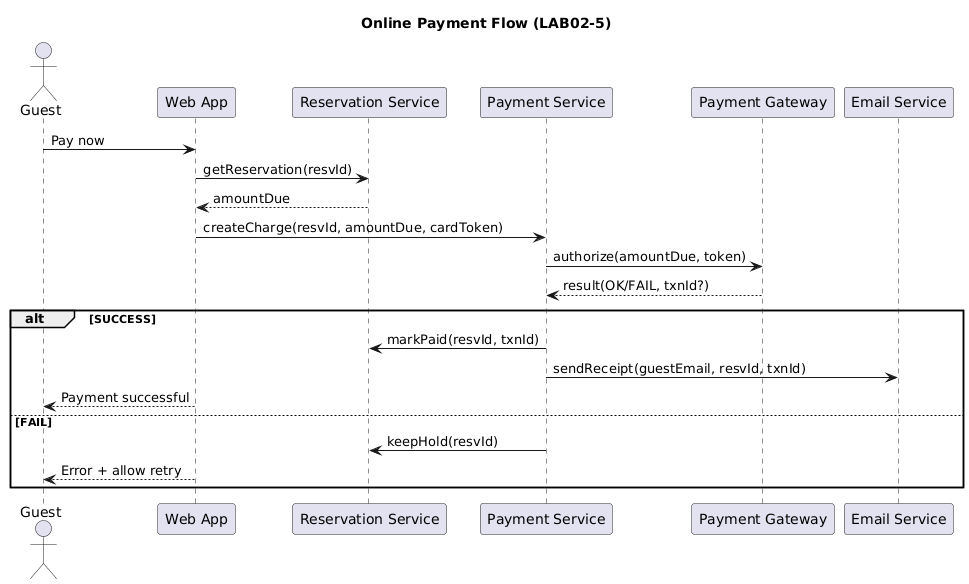 Online Payment Flow (LAB02-5)
Guest
Web App
Reservation Service
Payment Service
Payment Gateway
Email Service
Pay now
getReservation(resvId)
amountDue
createCharge(resvId, amountDue, cardToken)
authorize(amountDue, token)
result(OK/FAIL, txnId?)
alt [SUCCESS]
markPaid(resvId, txnId)
sendReceipt(guestEmail, resvId, txnId)
Payment successful
[FAIL]
keepHold(resvId)
Error + allow retry
Guest
Web App
Reservation Service
Payment Service
Payment Gateway
Email Service